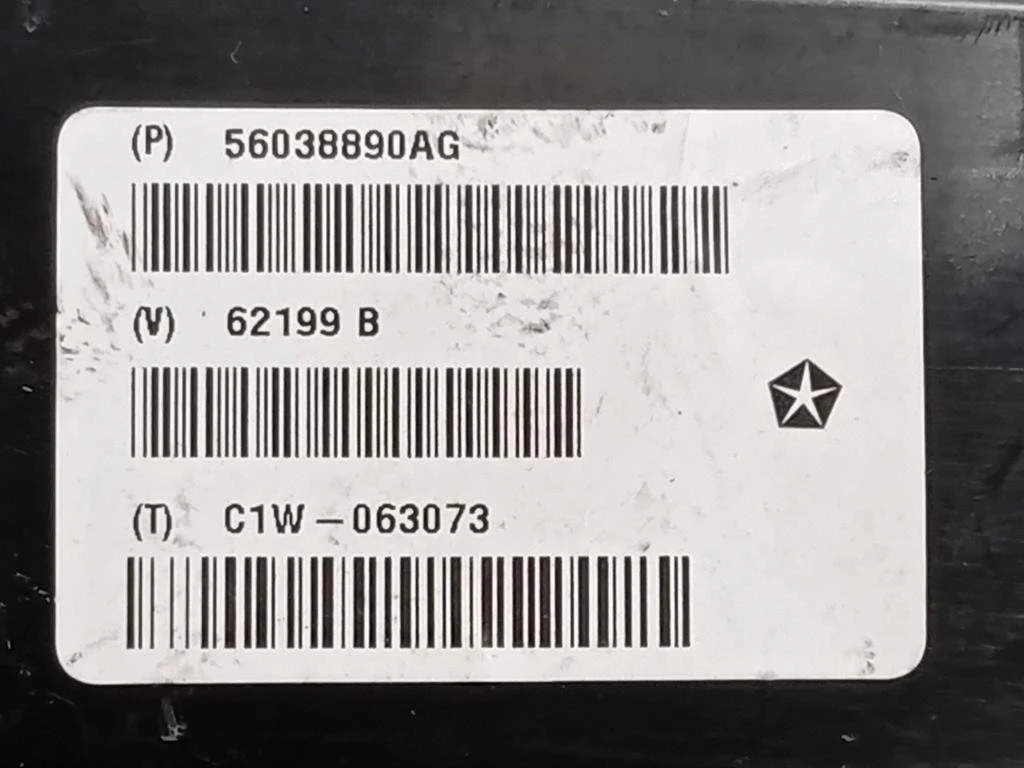 (P) 56038890AG
(V) 62199 B
(T) C1W – 063073